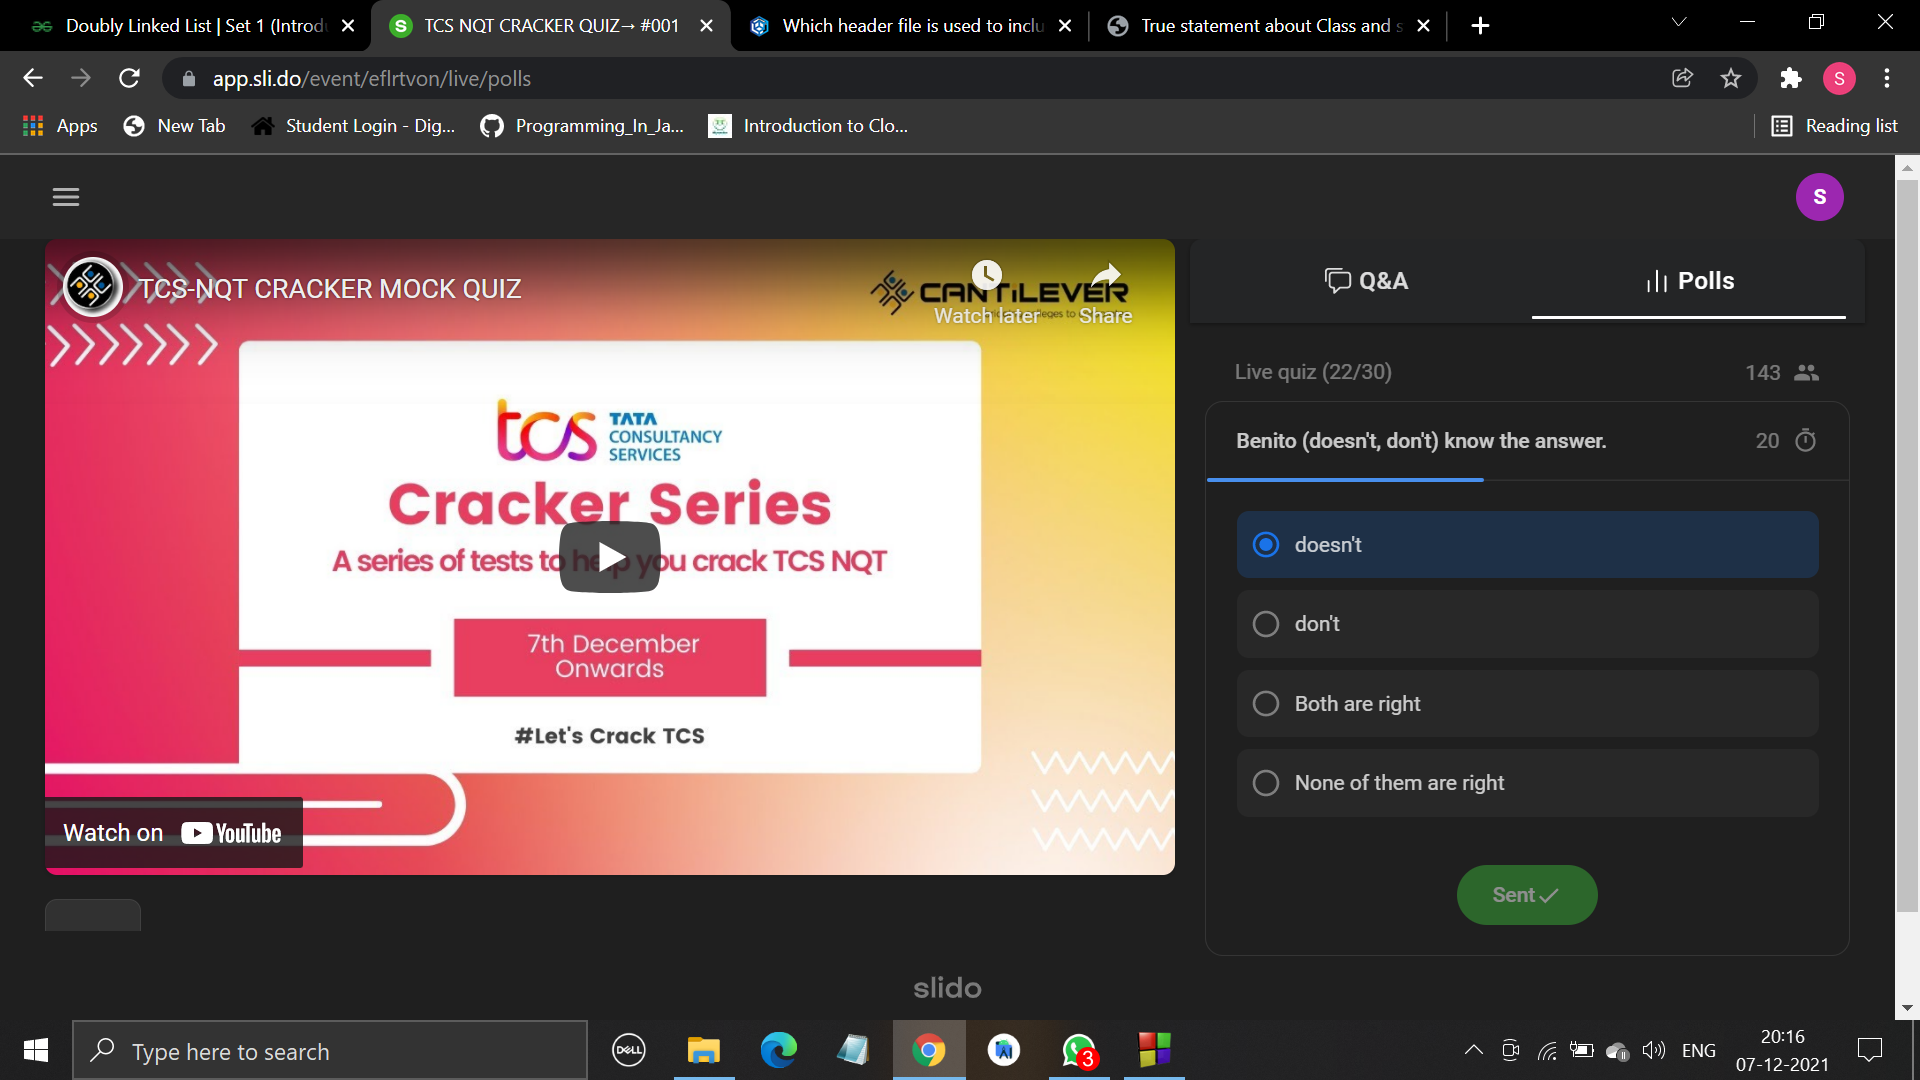 Doubly Linked List | Set 1 (Introdu
TCS NQT CRACKER QUIZ→ #001
Which header file is used to inclu
True statement about Class and s
app.sli.do/event/eflrtvon/live/polls
S
Apps
New Tab
Student Login - Dig...
Programming_In_Ja...
Introduction to Clo...
Reading list
S
TCS-NQT CRACKER MOCK QUIZ
CANTiLEVER
Watch later
Share
tcs TATA
CONSULTANCY
SERVICES
Cracker Series
A series of tests to help you crack TCS NQT
7th December
Onwards
#Let's Crack TCS
Watch on YouTube
Q&A
Polls
Live quiz (22/30)
143
Benito (doesn't, don't) know the answer.
20
doesn't
don't
Both are right
None of them are right
Sent
slido
Type here to search
DELL
3
ENG
20:16
07-12-2021